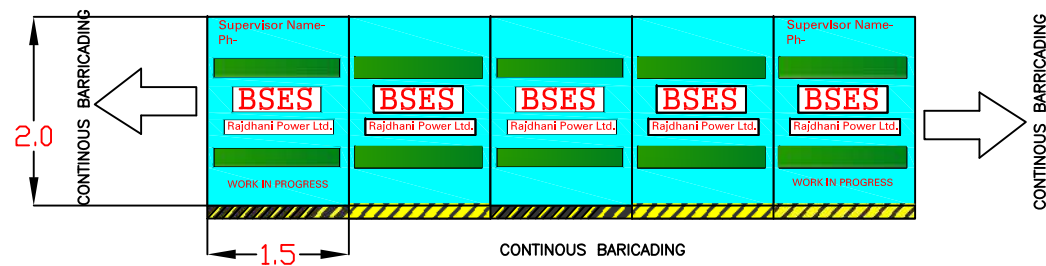 CONTINOUS BARRICADING
2.0
Supervisor Name-
Ph-
BSES
Rajdhani Power Ltd.
WORK IN PROGRESS
BSES
Rajdhani Power Ltd.
BSES
Rajdhani Power Ltd.
BSES
Rajdhani Power Ltd.
Supervisor Name-
Ph-
BSES
Rajdhani Power Ltd.
WORK IN PROGRESS
CONTINOUS BARRICADING
1.5
CONTINOUS BARICADING